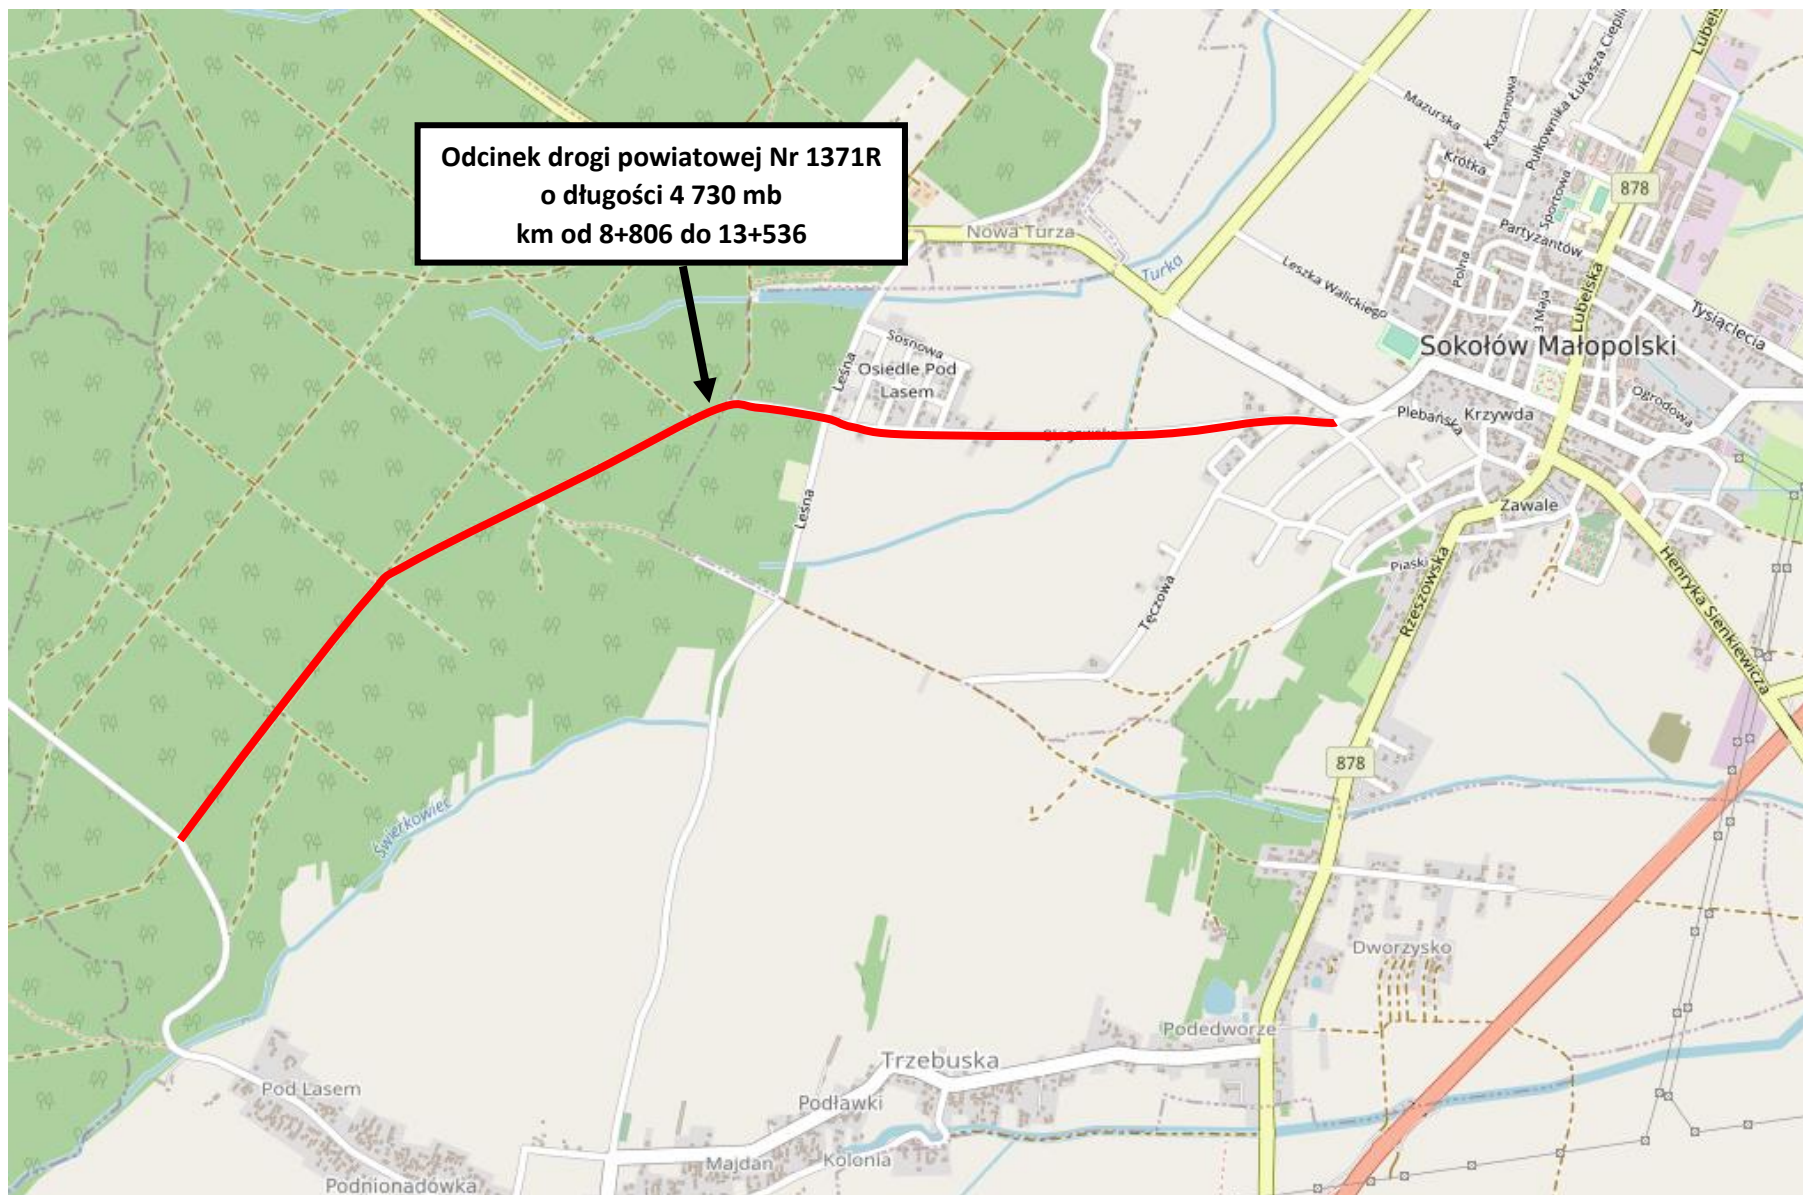 Odcinek drogi powiatowej Nr 1371R
o długości 4 730 mb
km od 8+806 do 13+536
Lubels
Pułkownika Łukasza Ciepliń
Kasztanowa
Mazurska
Krótka
878
Sportowa
Partyzantów
Nowa Turza
Turka
Leszka Walickiego
Polna
3 Maja
Lubelska
Tysiąclecia
Sokołów Małopolski
Sosnowa
Leśna
Osiedle Pod
Lasem
Ogrodowa
Plebańska
Krzywda
Leśna
Zawale
Piaski
Rzeszowska
Henryka Sienkiewicza
Tęczowa
878
Świerkowiec
Dworzysko
Podedworze
Trzebuska
Pod Lasem
Podławki
Majdan
Kolonia
Podnionadówka